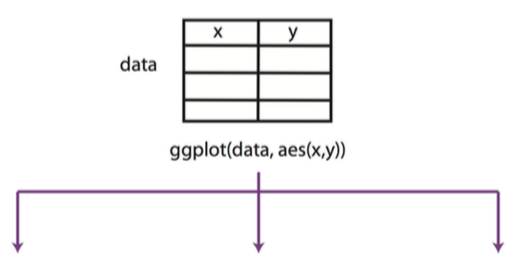 x y
data
ggplot(data, aes(x,y))